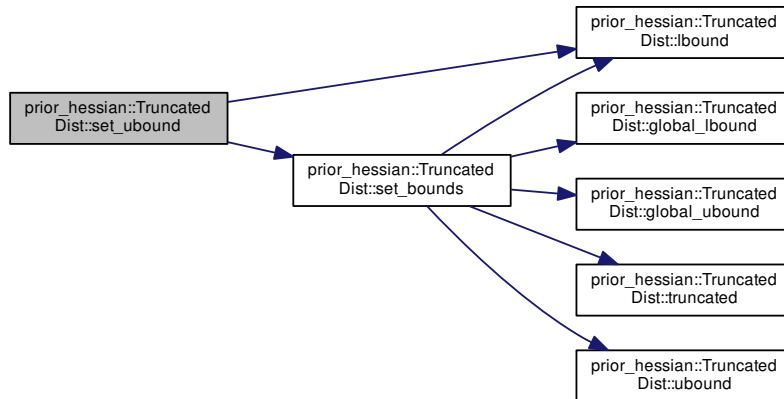 prior_hessian::Truncated
Dist::set_ubound
prior_hessian::Truncated
Dist::set_bounds
prior_hessian::Truncated
Dist::lbound
prior_hessian::Truncated
Dist::global_lbound
prior_hessian::Truncated
Dist::global_ubound
prior_hessian::Truncated
Dist::truncated
prior_hessian::Truncated
Dist::ubound